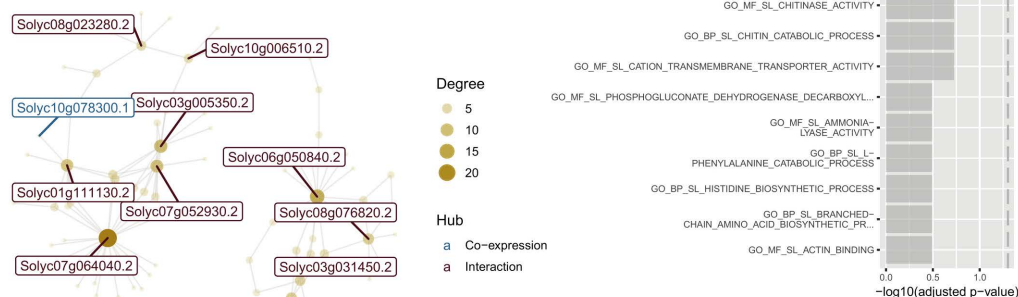 Solyc08g023280.2
Solyc10g006510.2
Solyc10g078300.1
Solyc03g005350.2
Solyc06g050840.2
Solyc01g111130.2
Solyc07g052930.2
Solyc08g076820.2
Solyc07g064040.2
Solyc03g031450.2
Degree
5
10
15
20
Hub
a Co-expression
a Interaction
GO_MF_SL_CHITINASE_ACTIVITY
GO_BP_SL_CHITIN_CATABOLIC_PROCESS
GO_MF_SL_CATION_TRANSMEMBRANE_TRANSPORTER_ACTIVITY
GO_MF_SL_PHOSPHOGLUCONATE_DEHYDROGENASE_DECARBOXYL...
GO_MF_SL_AMMONIA−
LYASE_ACTIVITY
GO_BP_SL_L−
PHENYLALANINE_CATABOLIC_PROCESS
GO_BP_SL_HISTIDINE_BIOSYNTHETIC_PROCESS
GO_BP_SL_BRANCHED−
CHAIN_AMINO_ACID_BIOSYNTHETIC_PR...
GO_MF_SL_ACTIN_BINDING
0.0 0.5 1.0
−log10(adjusted p−value)